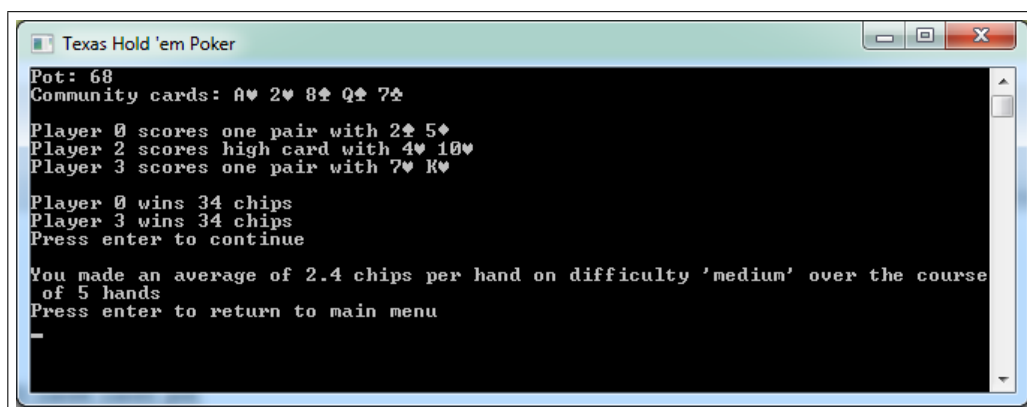 Texas Hold 'em Poker
Pot: 68
Community cards: A♥ 2♥ 8♠ Q♠ 7♣
Player 0 scores one pair with 2♠ 5♦
Player 2 scores high card with 4♥ 10♥
Player 3 scores one pair with 7♥ K♥
Player 0 wins 34 chips
Player 3 wins 34 chips
Press enter to continue
You made an average of 2.4 chips per hand on difficulty 'medium' over the course
of 5 hands
Press enter to return to main menu